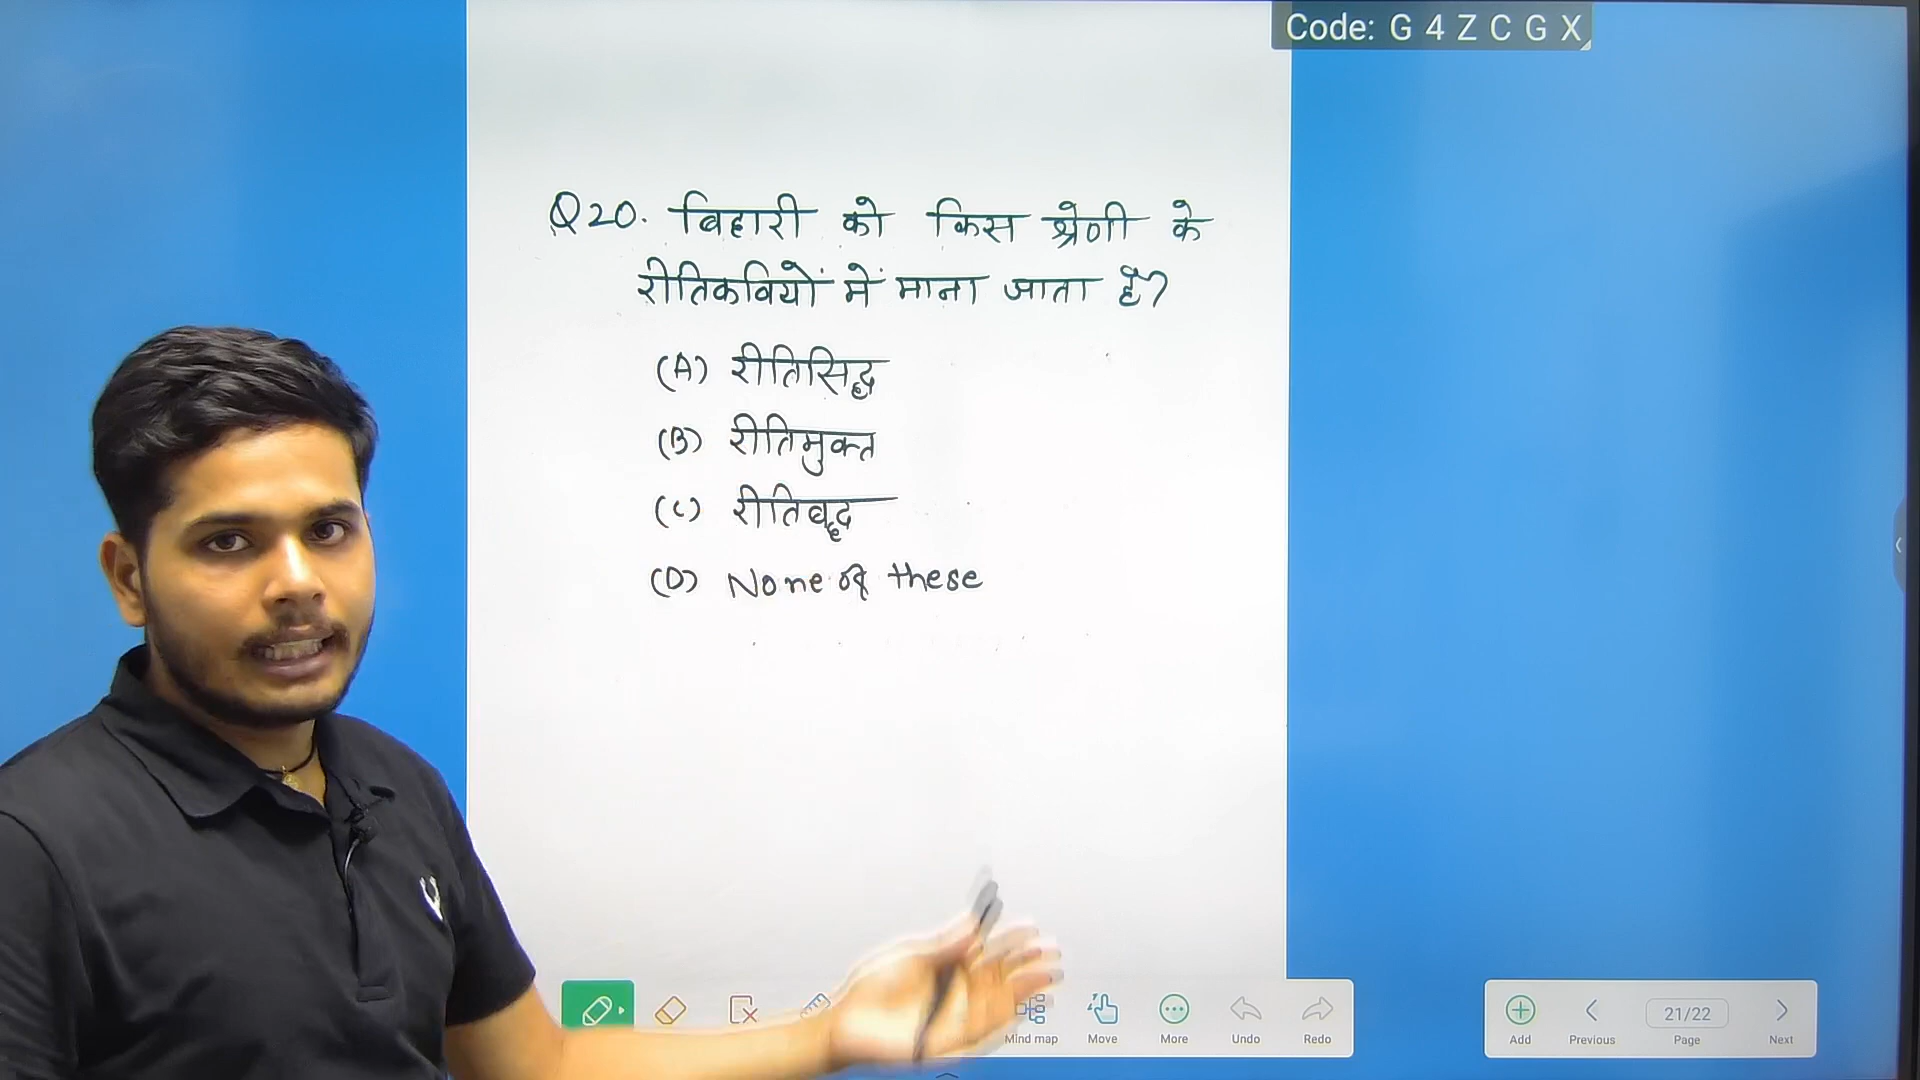 Code: G 4 Z C G X
Q20. बिहारी को किस श्रेणी के
रीतिकवियों में माना जाता है?
(A) रीतिसिद्ध
(B) रीतिमुक्त
(C) रीतिबद्ध
(D) None of these
Mind map
Move
More
Undo
Redo
Add
Previous
21/22
Page
Next